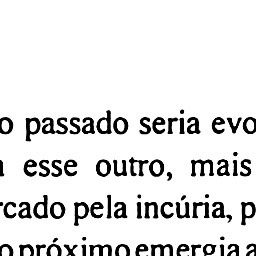 o passado seria evo
esse outro, mais
rcado pela incúria, p
o próximo emergia a